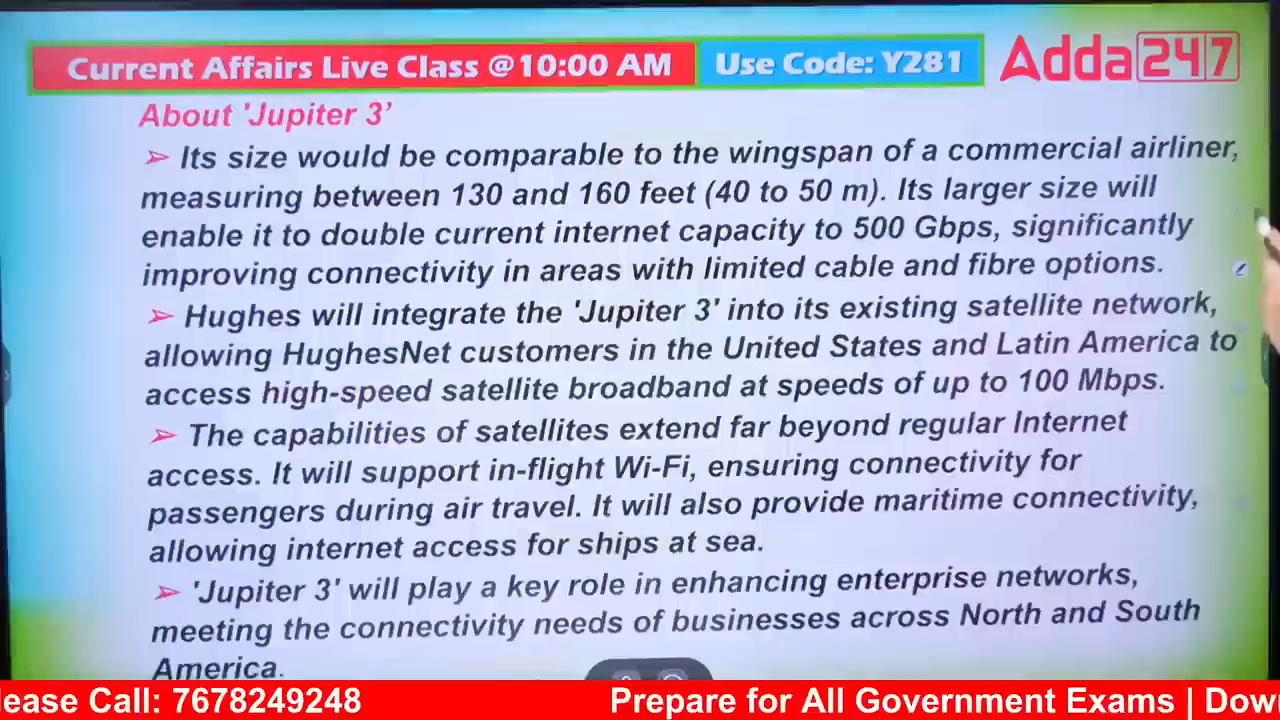 Current Affairs Live Class @10:00 AM
Use Code: Y281
Adda247
About 'Jupiter 3’
➢ Its size would be comparable to the wingspan of a commercial airliner,
measuring between 130 and 160 feet (40 to 50 m). Its larger size will
enable it to double current internet capacity to 500 Gbps, significantly
improving connectivity in areas with limited cable and fibre options.
➢ Hughes will integrate the 'Jupiter 3' into its existing satellite network,
allowing HughesNet customers in the United States and Latin America to
access high-speed satellite broadband at speeds of up to 100 Mbps.
➢ The capabilities of satellites extend far beyond regular Internet
access. It will support in-flight Wi-Fi, ensuring connectivity for
passengers during air travel. It will also provide maritime connectivity,
allowing internet access for ships at sea.
➢ 'Jupiter 3' will play a key role in enhancing enterprise networks,
meeting the connectivity needs of businesses across North and South
America.
lease Call: 7678249248
Prepare for All Government Exams | Dow